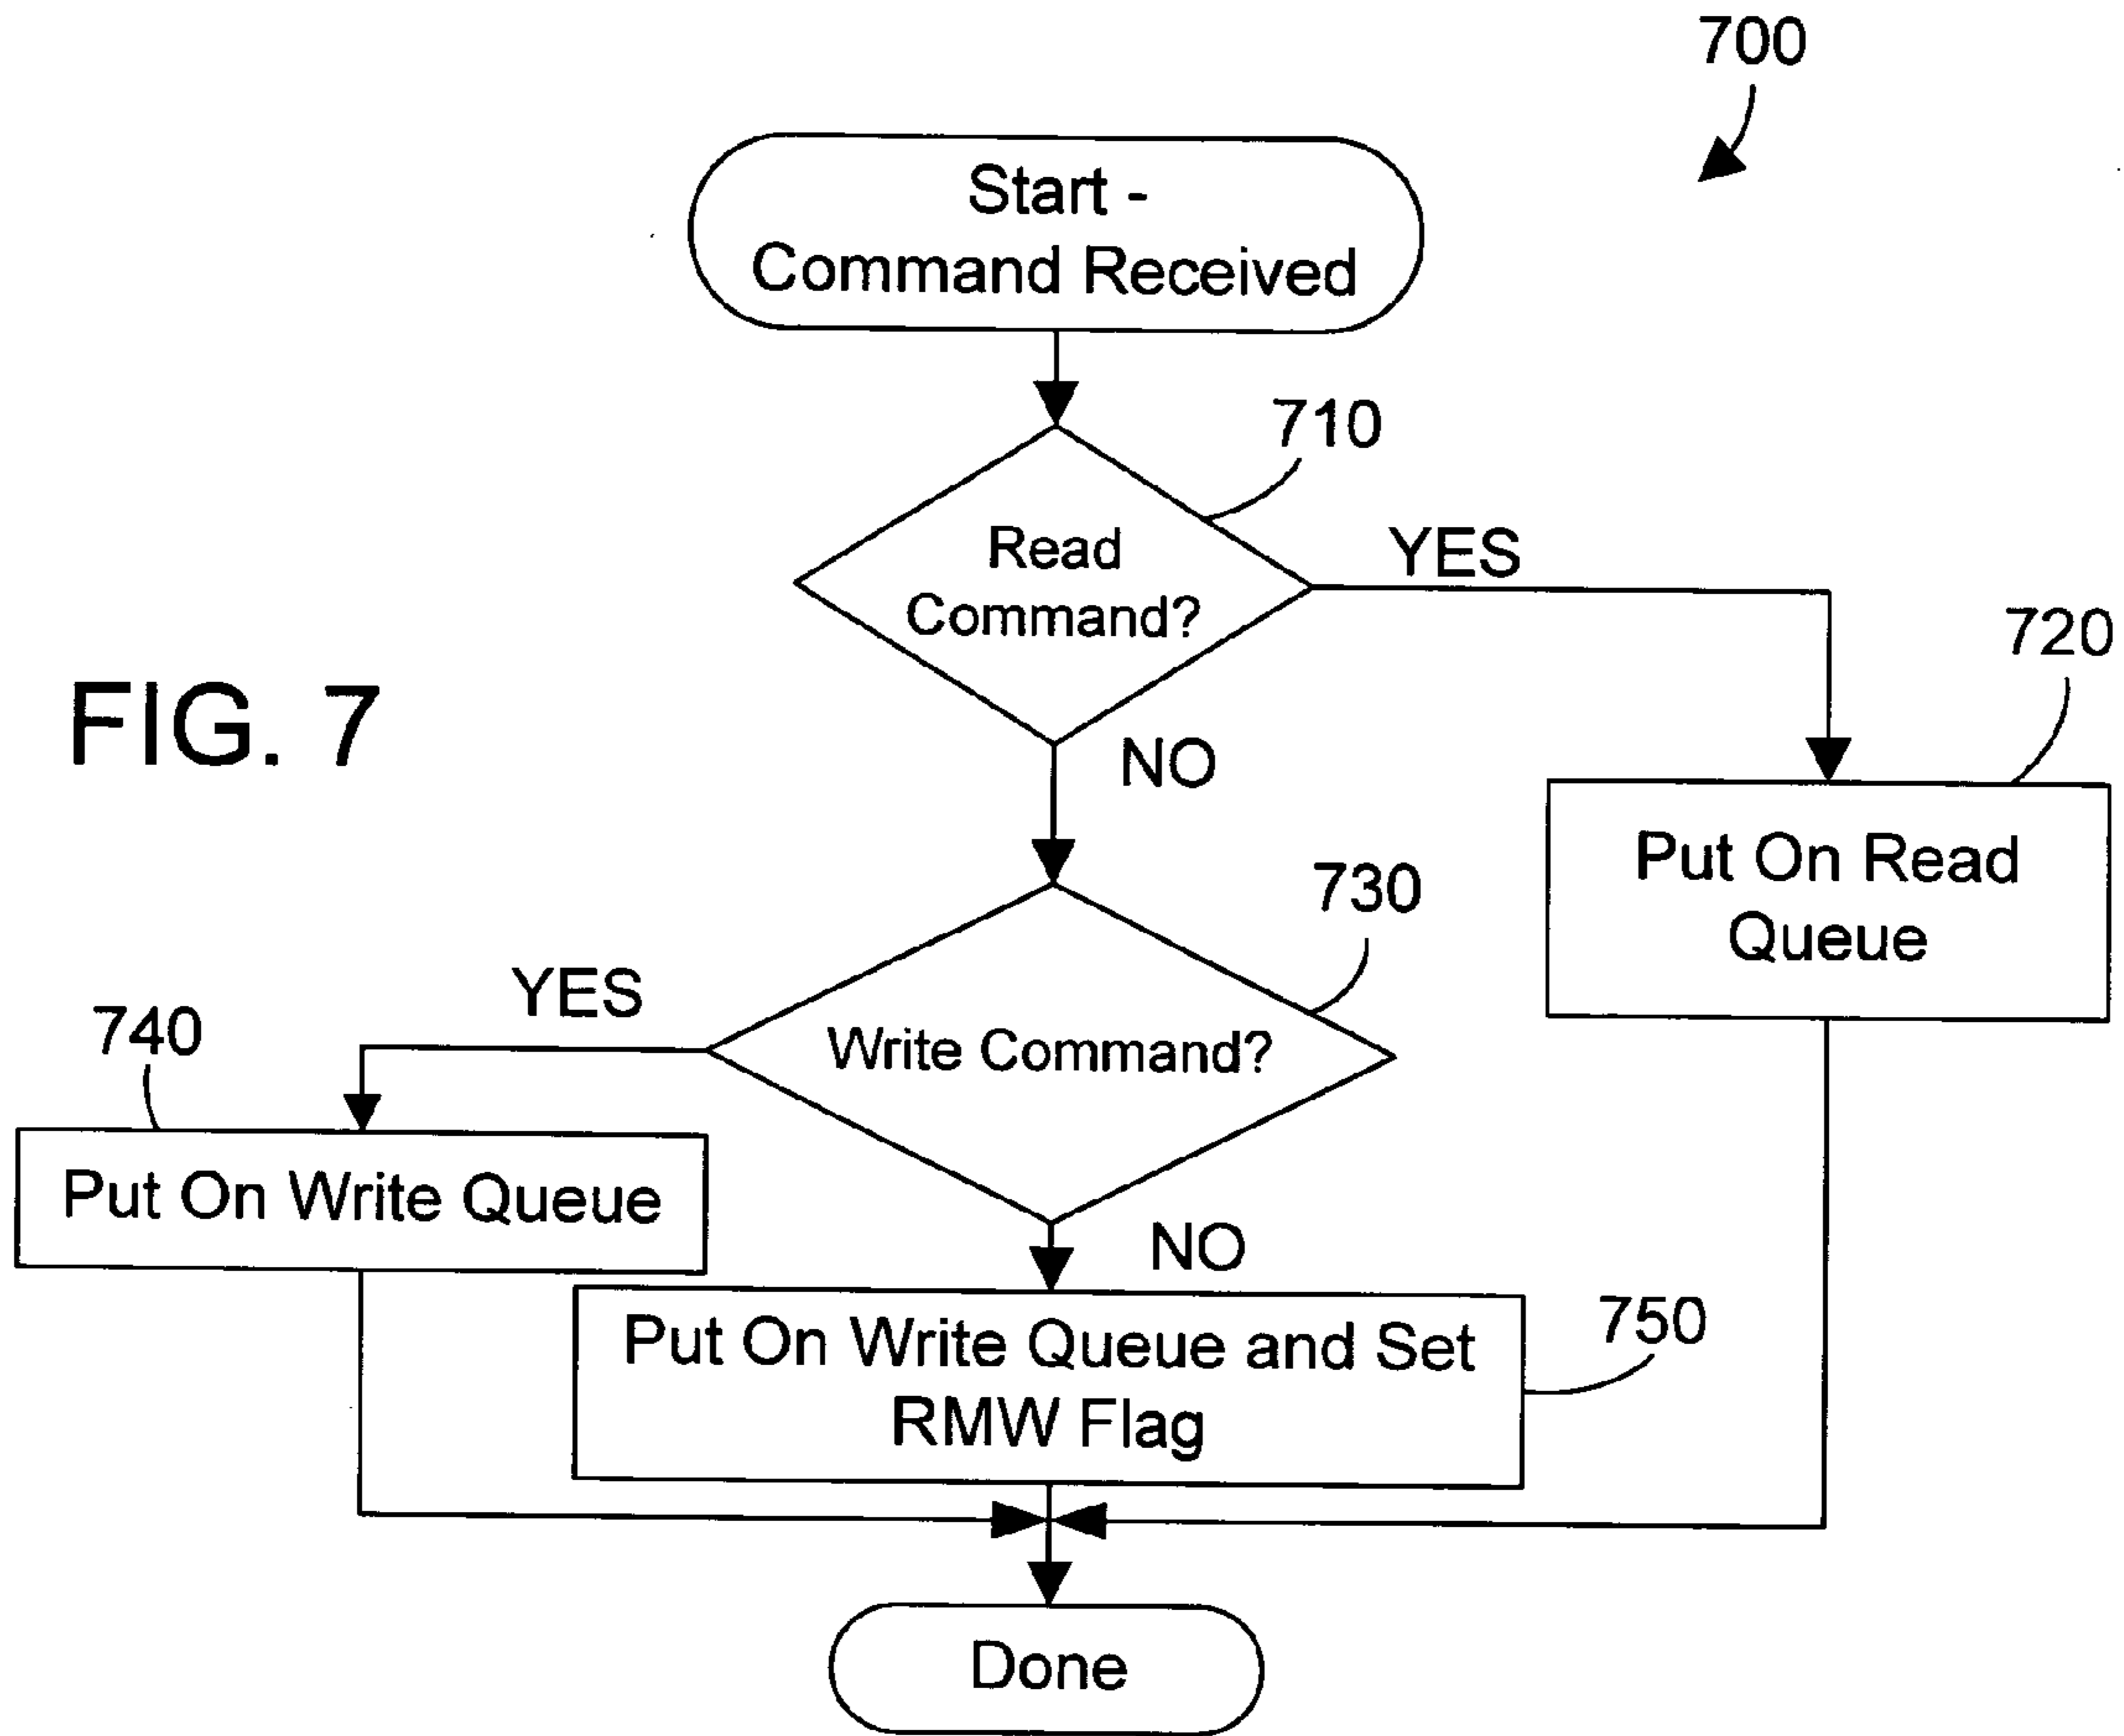 700
Start -
Command Received
710
Read
Command?
YES
720
FIG. 7
NO
Put On Read
Queue
730
YES
740
Write Command?
Put On Write Queue
NO
750
Put On Write Queue and Set
RMW Flag
Done